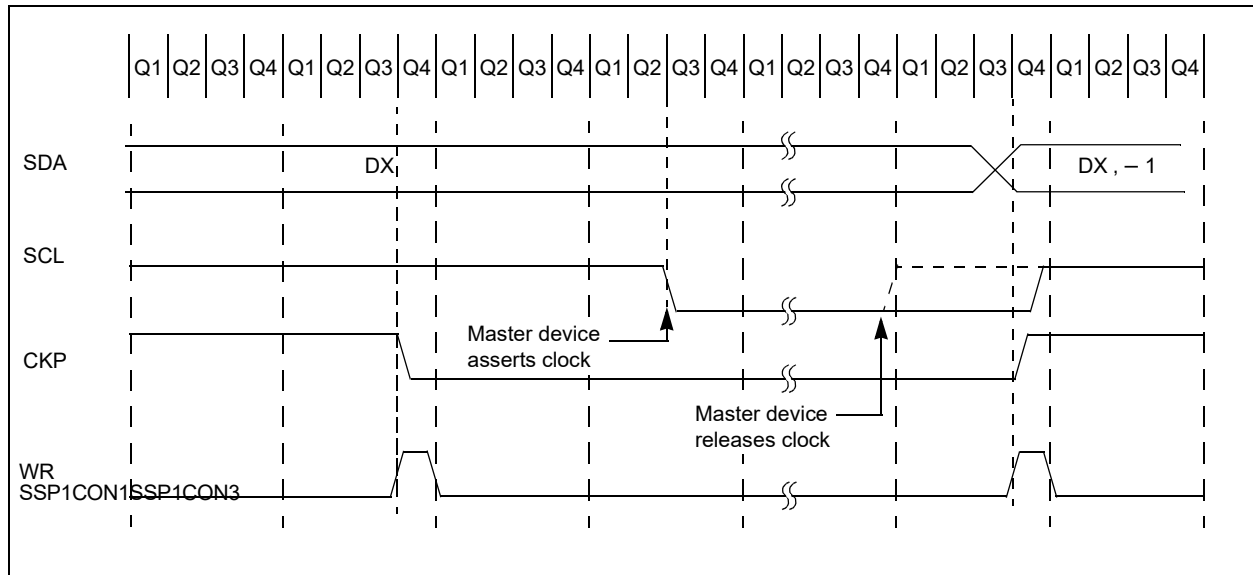 Q1 Q2 Q3 Q4 Q1 Q2 Q3 Q4 Q1 Q2 Q3 Q4 Q1 Q2 Q3 Q4 Q1 Q2 Q3 Q4 Q1 Q2 Q3 Q4 Q1 Q2 Q3 Q4
SDA
DX
DX , – 1
SCL
Master device
asserts clock
CKP
Master device
releases clock
WR
SSP1CON1SSP1CON3